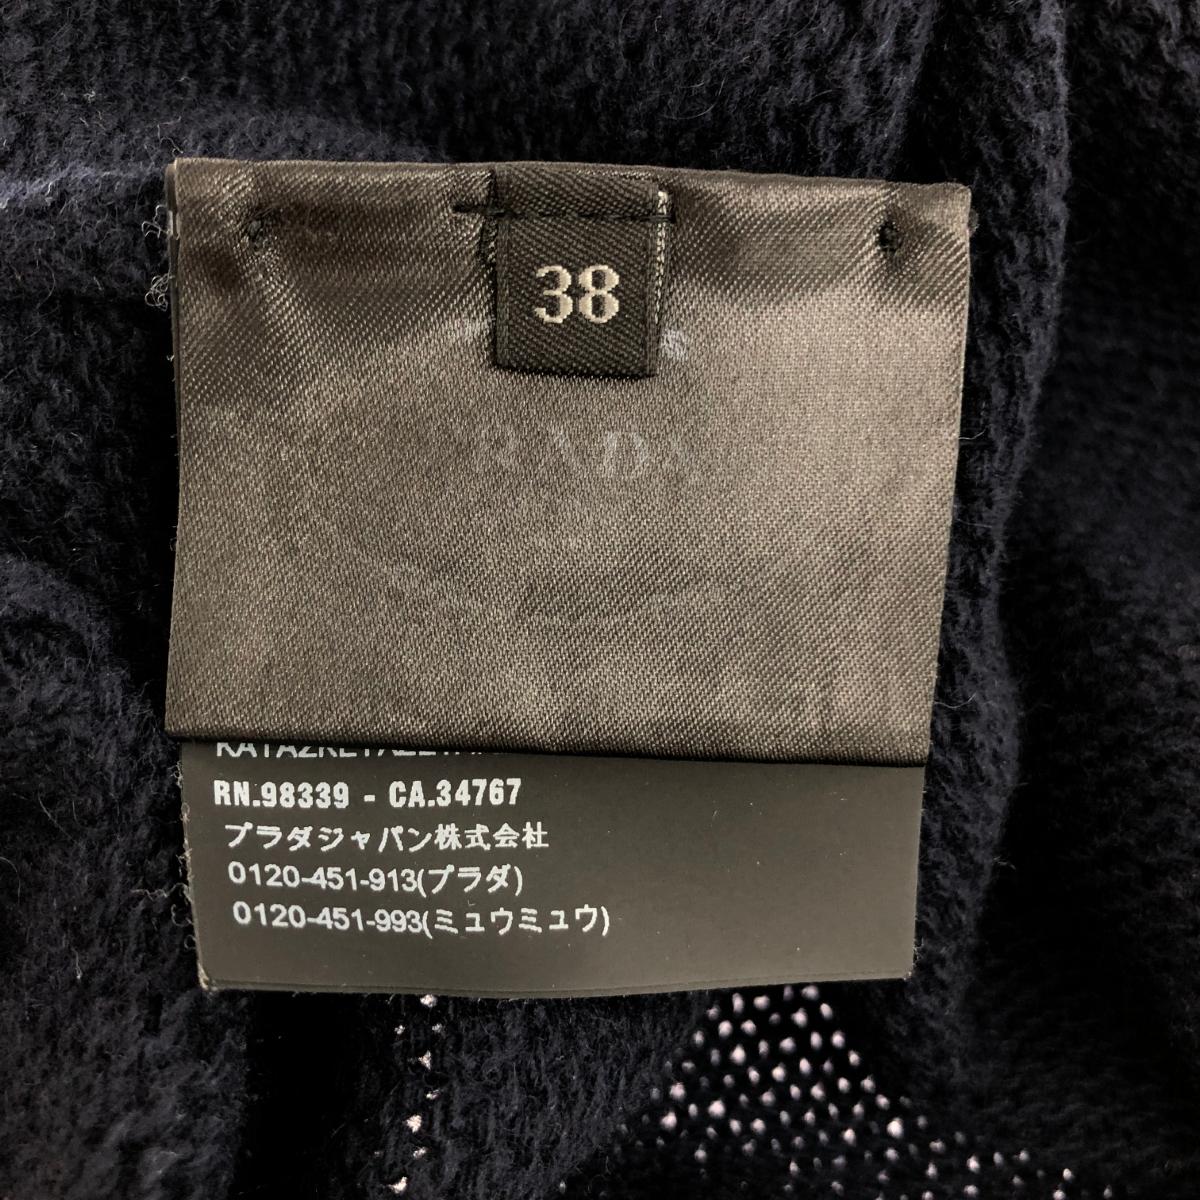 38
RN.98339 - CA.34767
プラダジャパン株式会社
0120-451-913(プラダ)
0120-451-993(ミュウミュウ)